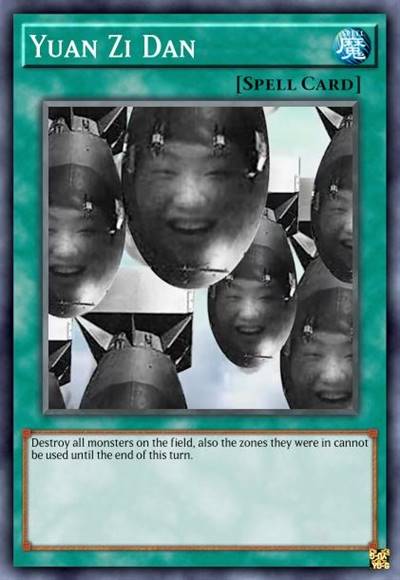 YUAN ZI DAN
魔
[SPELL CARD]
Destroy all monsters on the field, also the zones they were in cannot
be used until the end of this turn.